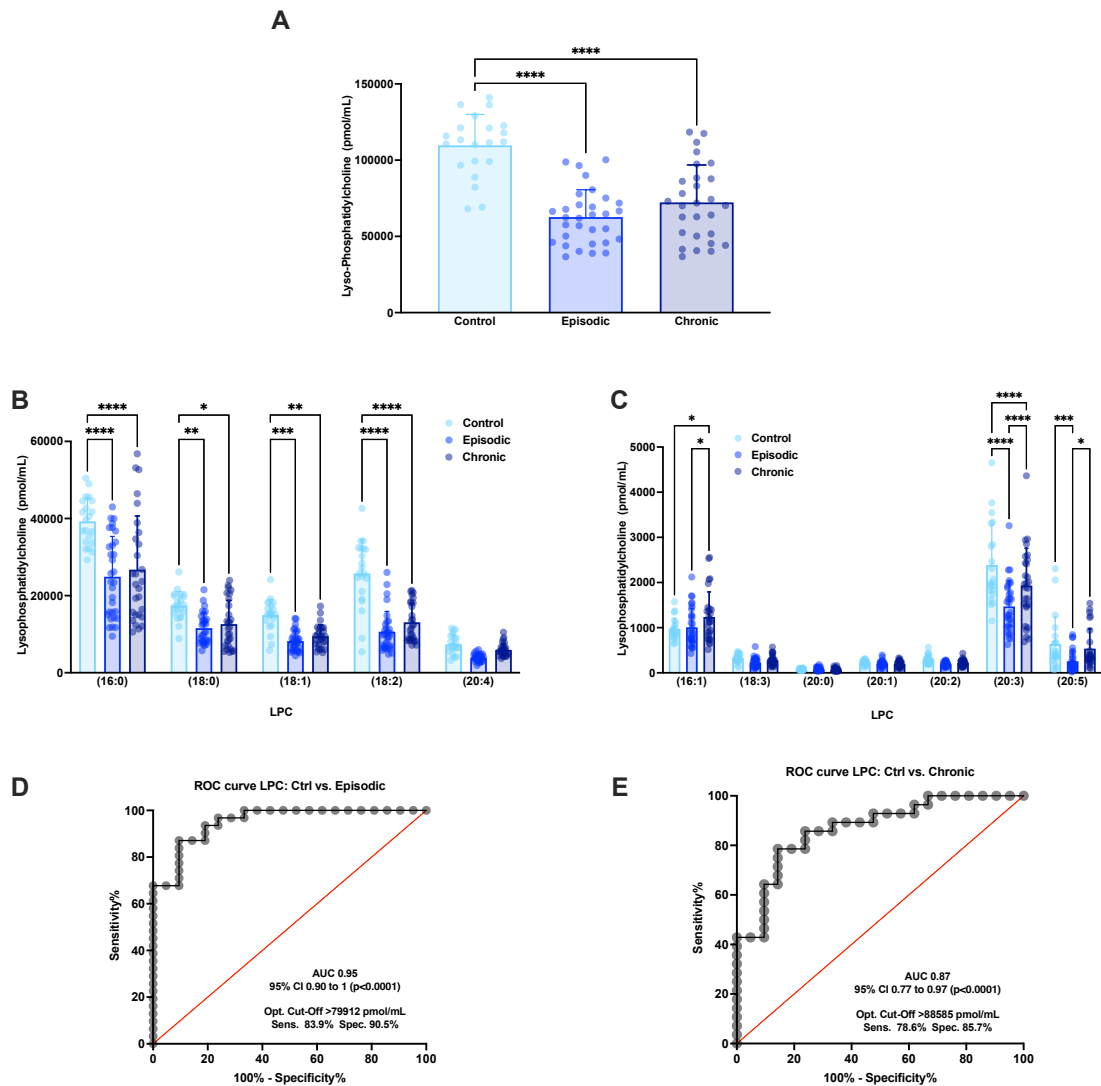 A
****
****
150000
100000
50000
0
Lyso-Phosphatidylcholine (pmol/mL)
Control
Episodic
Chronic
B
****
****
*
**
**
***
****
****
Control
Episodic
Chronic
60000
40000
20000
0
Lysophosphatidylcholine (pmol/mL)
(16:0)
(18:0)
(18:1)
(18:2)
(20:4)
LPC
C
*
*
****
****
****
***
*
Control
Episodic
Chronic
5000
4000
3000
2000
1000
0
Lysophosphatidylcholine (pmol/mL)
(16:1)
(18:3)
(20:0)
(20:1)
(20:2)
(20:3)
(20:5)
LPC
D
ROC curve LPC: Ctrl vs. Episodic
100
80
60
40
20
0
Sensitivity%
AUC 0.95
95% CI 0.90 to 1 (p<0.0001)
Opt. Cut-Off >79912 pmol/mL
Sens. 83.9% Spec. 90.5%
0 20 40 60 80 100
100% - Specificity%
E
ROC curve LPC: Ctrl vs. Chronic
100
80
60
40
20
0
Sensitivity%
AUC 0.87
95% CI 0.77 to 0.97 (p<0.0001)
Opt. Cut-Off >88585 pmol/mL
Sens. 78.6% Spec. 85.7%
0 20 40 60 80 100
100% - Specificity%